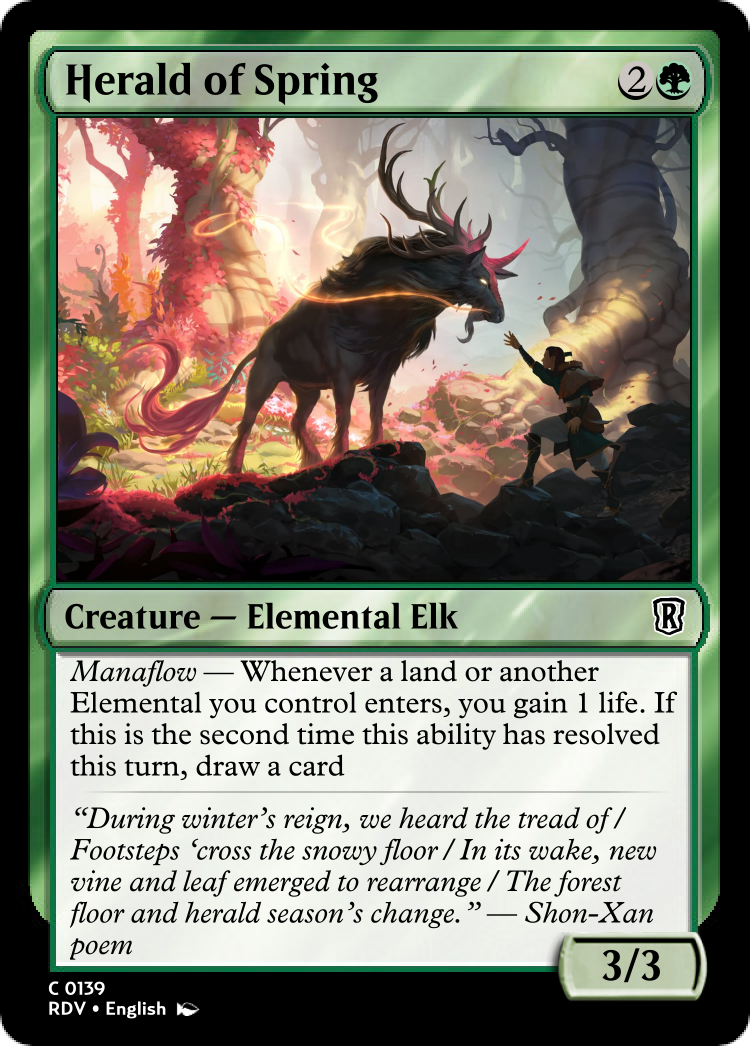 Herald of Spring
2
Creature — Elemental Elk
R
Manaflow — Whenever a land or another
Elemental you control enters, you gain 1 life. If
this is the second time this ability has resolved
this turn, draw a card
“During winter’s reign, we heard the tread of /
Footsteps ‘cross the snowy floor / In its wake, new
vine and leaf emerged to rearrange / The forest
floor and herald season’s change.” — Shon-Xan
poem
3/3
C 0139
RDV • English